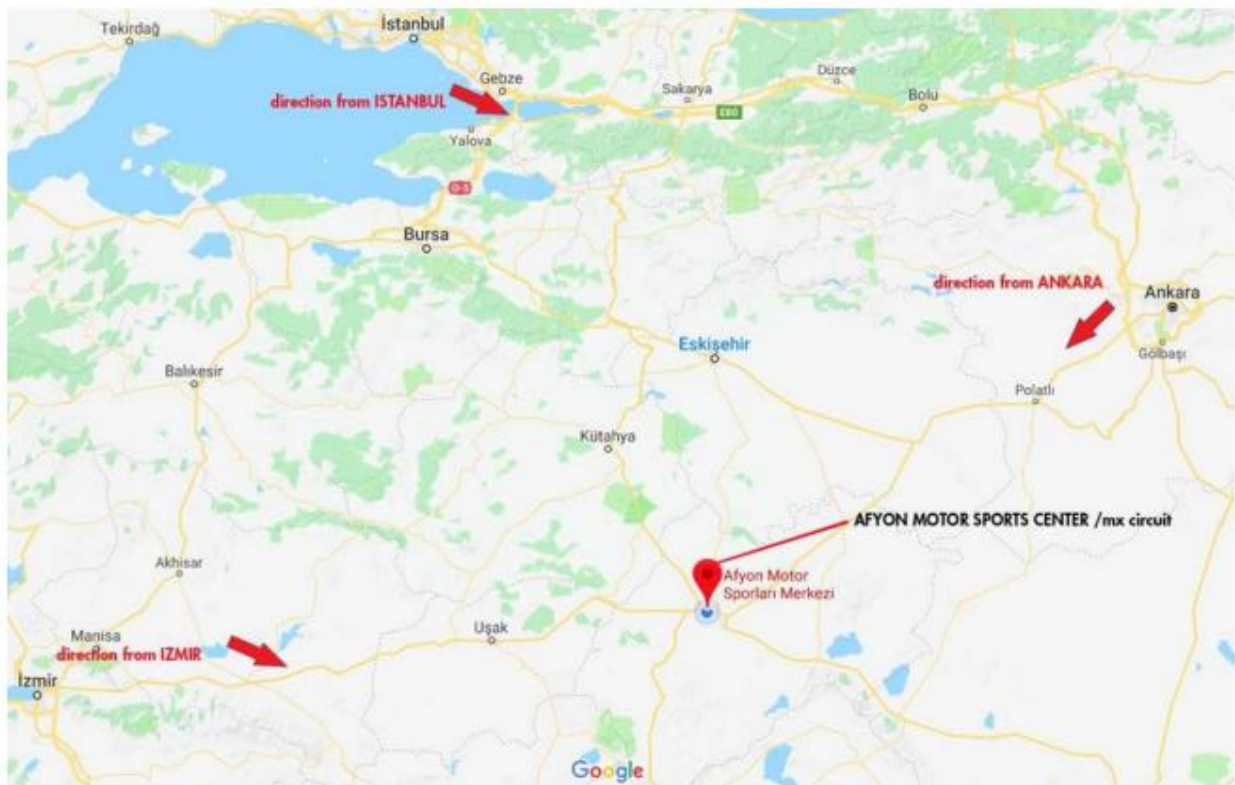 Tekirdağ
İstanbul
Gebze
direction from ISTANBUL
Sakarya
Düzce
Bolu
E80
Yalova
O-5
Bursa
direction from ANKARA
Ankara
Gölbaşı
Eskişehir
Balıkesir
Polatlı
Kütahya
AFYON MOTOR SPORTS CENTER /mx circuit
Akhisar
Afyon Motor
Sporları Merkezi
Manisa
Uşak
direction from IZMIR
İzmir
Google